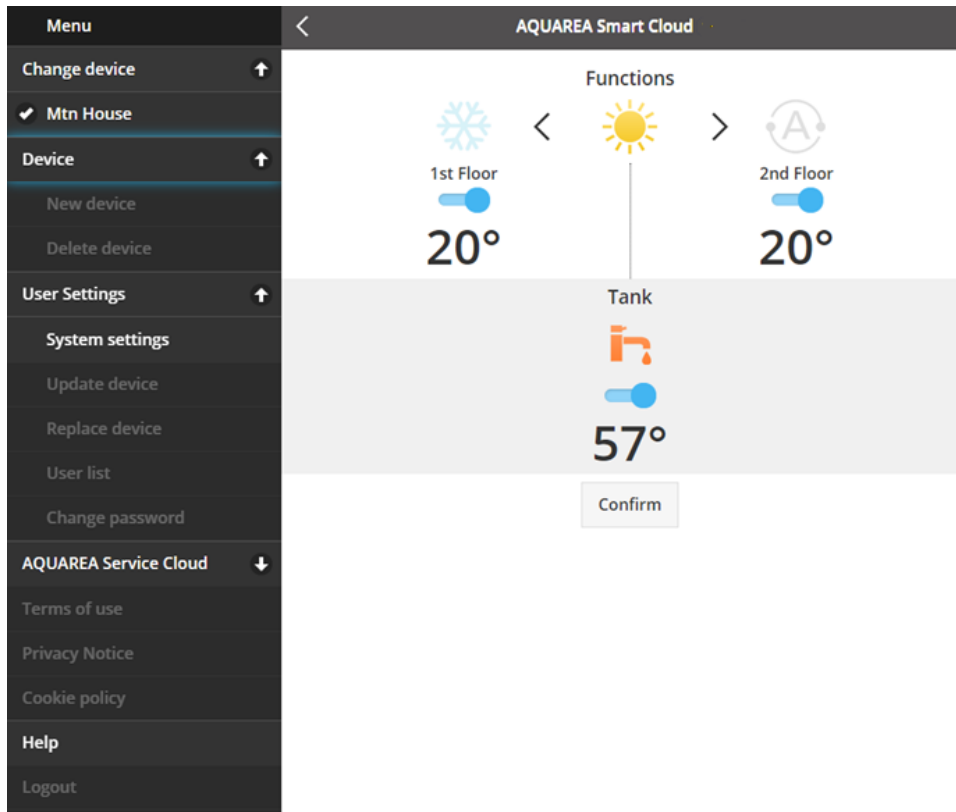 Menu
Change device
Mtn House
Device
New device
Delete device
User Settings
System settings
Update device
Replace device
User list
Change password
AQUAREA Service Cloud
Terms of use
Privacy Notice
Cookie policy
Help
Logout
AQUAREA Smart Cloud
Functions
A
1st Floor
2nd Floor
20°
20°
Tank
57°
Confirm